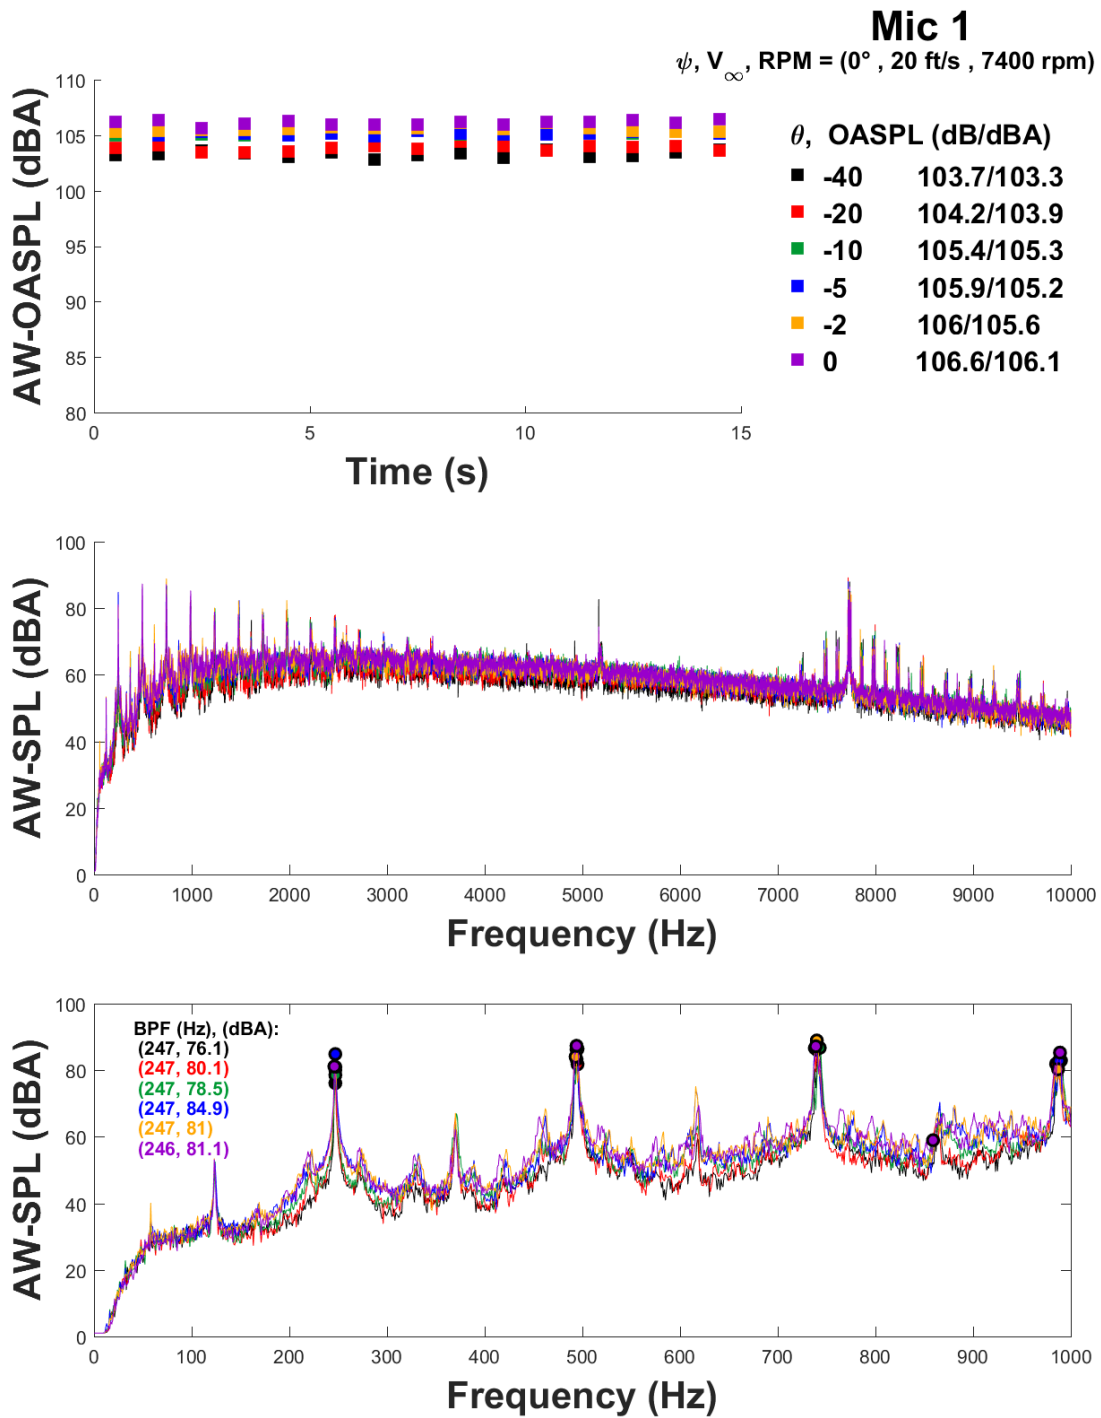 Mic 1
ψ, V∞, RPM = (0° , 20 ft/s , 7400 rpm)
110
105
100
95
90
85
80
0
5
10
15
AW-OASPL (dBA)
Time (s)
θ, OASPL (dB/dBA)
-40 103.7/103.3
-20 104.2/103.9
-10 105.4/105.3
-5 105.9/105.2
-2 106/105.6
0 106.6/106.1
100
80
60
40
20
0
AW-SPL (dBA)
0 1000 2000 3000 4000 5000 6000 7000 8000 9000 10000
Frequency (Hz)
100
80
60
40
20
0
AW-SPL (dBA)
BPF (Hz), (dBA):
(247, 76.1)
(247, 80.1)
(247, 78.5)
(247, 84.9)
(247, 81)
(246, 81.1)
0 100 200 300 400 500 600 700 800 900 1000
Frequency (Hz)